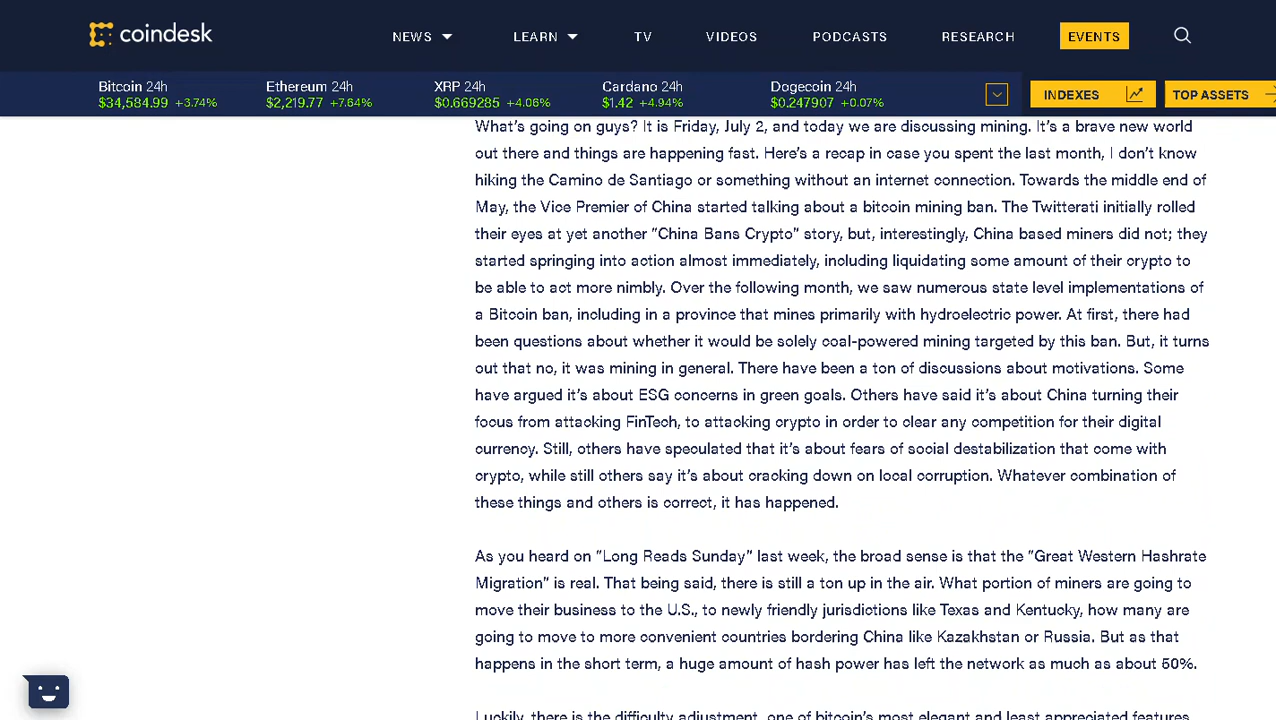 coindesk
NEWS LEARN TV VIDEOS PODCASTS RESEARCH EVENTS
Bitcoin 24h Ethereum 24h XRP 24h Cardano 24h Dogecoin 24h
$34,584.99 +3.74% $2,219.77 +7.64% $0.669285 +4.06% $1.42 +4.94% $0.247907 +0.07%
INDEXES TOP ASSETS
What's going on guys? It is Friday, July 2, and today we are discussing mining. It's a brave new world
out there and things are happening fast. Here's a recap in case you spent the last month, I don't know
hiking the Camino de Santiago or something without an internet connection. Towards the middle end of
May, the Vice Premier of China started talking about a bitcoin mining ban. The Twitterati initially rolled
their eyes at yet another "China Bans Crypto" story, but, interestingly, China based miners did not; they
started springing into action almost immediately, including liquidating some amount of their crypto to
be able to act more nimbly. Over the following month, we saw numerous state level implementations of
a Bitcoin ban, including in a province that mines primarily with hydroelectric power. At first, there had
been questions about whether it would be solely coal-powered mining targeted by this ban. But, it turns
out that no, it was mining in general. There have been a ton of discussions about motivations. Some
have argued it's about ESG concerns in green goals. Others have said it's about China turning their
focus from attacking FinTech, to attacking crypto in order to clear any competition for their digital
currency. Still, others have speculated that it's about fears of social destabilization that come with
crypto, while still others say it's about cracking down on local corruption. Whatever combination of
these things and others is correct, it has happened.
As you heard on "Long Reads Sunday" last week, the broad sense is that the "Great Western Hashrate
Migration" is real. That being said, there is still a ton up in the air. What portion of miners are going to
move their business to the U.S., to newly friendly jurisdictions like Texas and Kentucky, how many are
going to move to more convenient countries bordering China like Kazakhstan or Russia. But as that
happens in the short term, a huge amount of hash power has left the network as much as about 50%.
Luckily, there is the difficulty adjustment, one of bitcoin's most elegant and least appreciated features